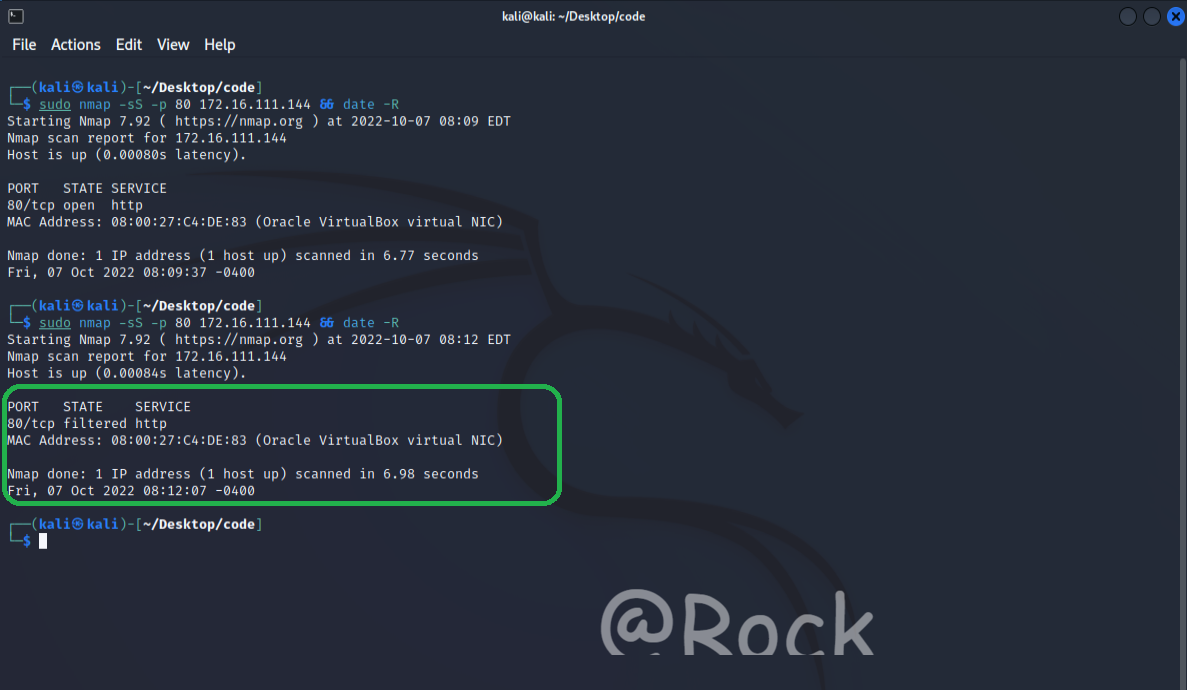 kali@kali: ~/Desktop/code
File Actions Edit View Help
┌──(kali㉿kali)-[~/Desktop/code]
└─$ sudo nmap -sS -p 80 172.16.111.144 && date -R
Starting Nmap 7.92 ( https://nmap.org ) at 2022-10-07 08:09 EDT
Nmap scan report for 172.16.111.144
Host is up (0.00080s latency).
PORT   STATE SERVICE
80/tcp open  http
MAC Address: 08:00:27:C4:DE:83 (Oracle VirtualBox virtual NIC)
Nmap done: 1 IP address (1 host up) scanned in 6.77 seconds
Fri, 07 Oct 2022 08:09:37 -0400
┌──(kali㉿kali)-[~/Desktop/code]
└─$ sudo nmap -sS -p 80 172.16.111.144 && date -R
Starting Nmap 7.92 ( https://nmap.org ) at 2022-10-07 08:12 EDT
Nmap scan report for 172.16.111.144
Host is up (0.00084s latency).
PORT   STATE    SERVICE
80/tcp filtered http
MAC Address: 08:00:27:C4:DE:83 (Oracle VirtualBox virtual NIC)
Nmap done: 1 IP address (1 host up) scanned in 6.98 seconds
Fri, 07 Oct 2022 08:12:07 -0400
┌──(kali㉿kali)-[~/Desktop/code]
└─$
@Rock